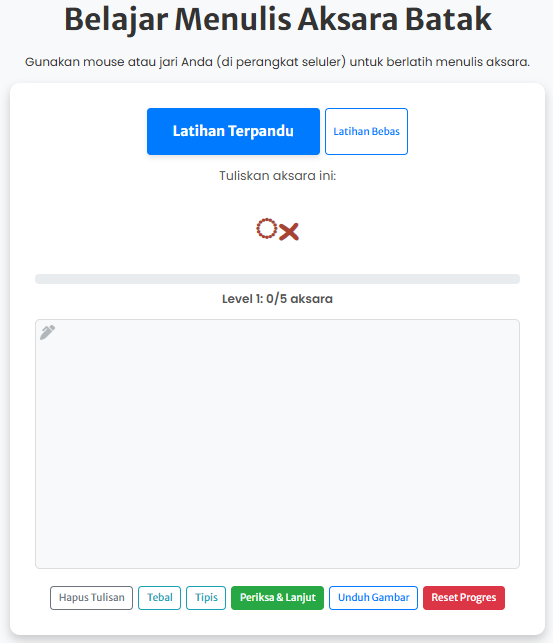 Belajar Menulis Aksara Batak
Gunakan mouse atau jari Anda (di perangkat seluler) untuk berlatih menulis aksara.
Latihan Terpandu Latihan Bebas
Tuliskan aksara ini:
◌ᯬ
Level 1: 0/5 aksara
Hapus Tulisan Tebal Tipis Periksa & Lanjut Unduh Gambar Reset Progres